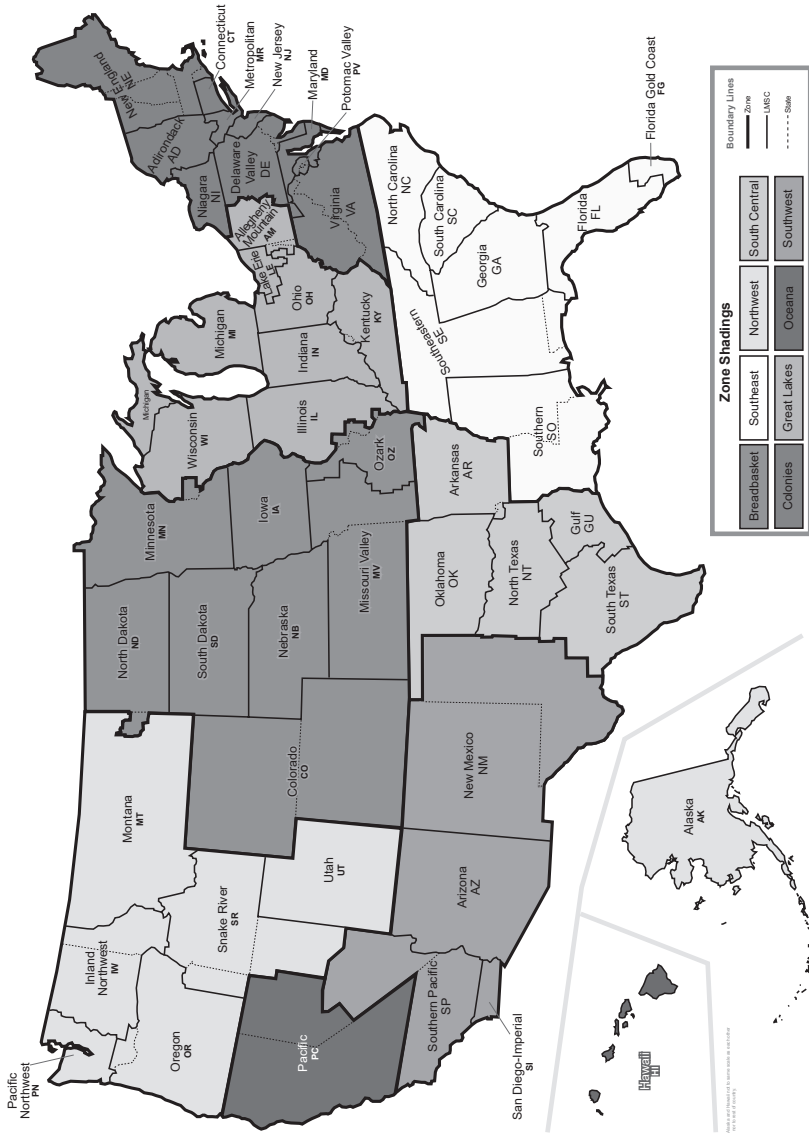 Pacific
Northwest
PN
Inland
Northwest
IW
Oregon
OR
Montana
MT
Snake River
SR
Utah
UT
Pacific
PC
Southern Pacific
SP
San Diego-Imperial
SI
Arizona
AZ
New Mexico
NM
Colorado
CO
North Dakota
ND
South Dakota
SD
Nebraska
NB
Missouri Valley
MV
Minnesota
MN
Iowa
IA
Ozark
OZ
Oklahoma
OK
North Texas
NT
South Texas
ST
Gulf
GU
Arkansas
AR
Southern
SO
Wisconsin
WI
Michigan
Michigan
MI
Illinois
IL
Indiana
IN
Ohio
OH
Kentucky
KY
Lake Erie
LE
Allegheny
Mountain
AM
Southeastern
SE
Georgia
GA
South Carolina
SC
North Carolina
NC
Florida
FL
Florida Gold Coast
FG
Virginia
VA
Niagara
NI
Adirondack
AD
New England
NE
Delaware
Valley
DE
Connecticut
CT
Metropolitan
MR
New Jersey
NJ
Maryland
MD
Potomac Valley
PV
Alaska
AK
Hawaii
HI
Zone Shadings
Breadbasket
Southeast
Northwest
South Central
Colonies
Great Lakes
Oceana
Southwest
Boundary Lines
Zone
LMSC
State